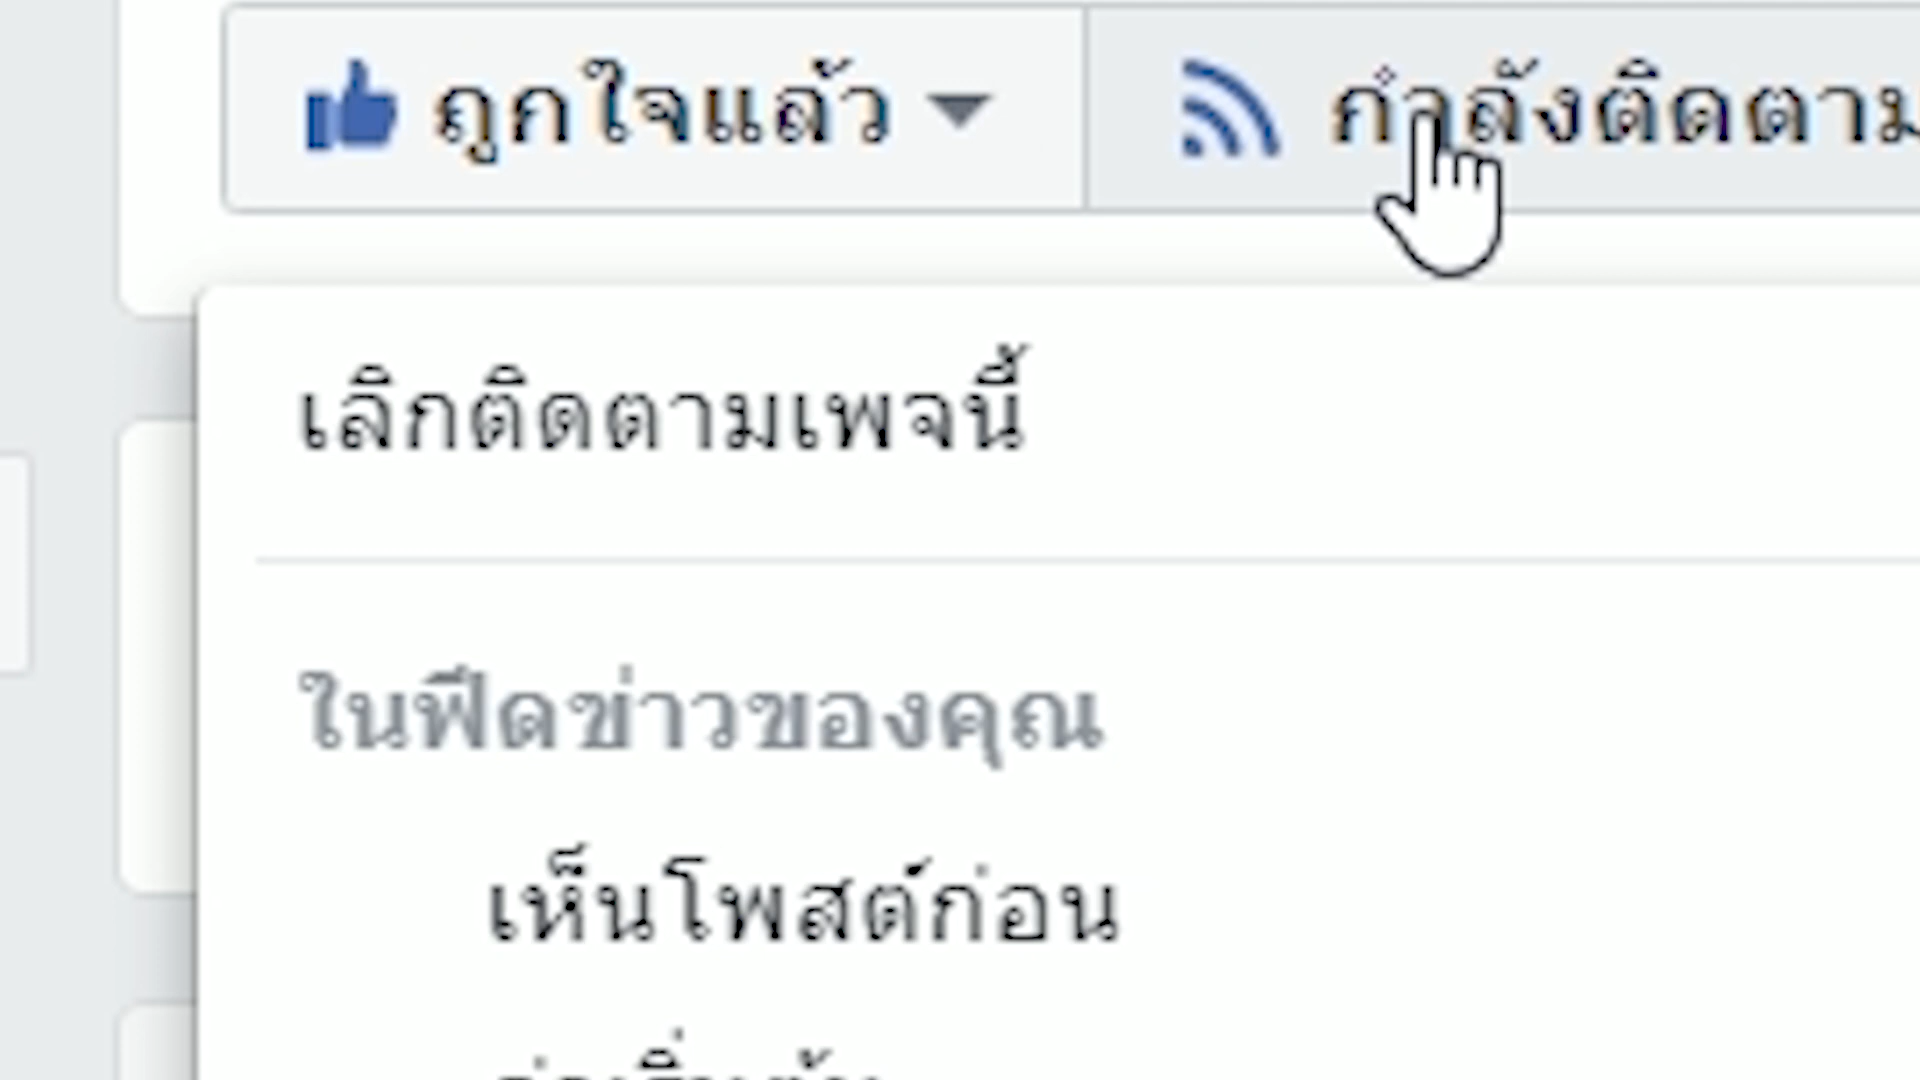 ถูกใจแล้ว กำลังติดตาม
เลิกติดตามเพจนี้
ในฟีดข่าวของคุณ
เห็นโพสต์ก่อน